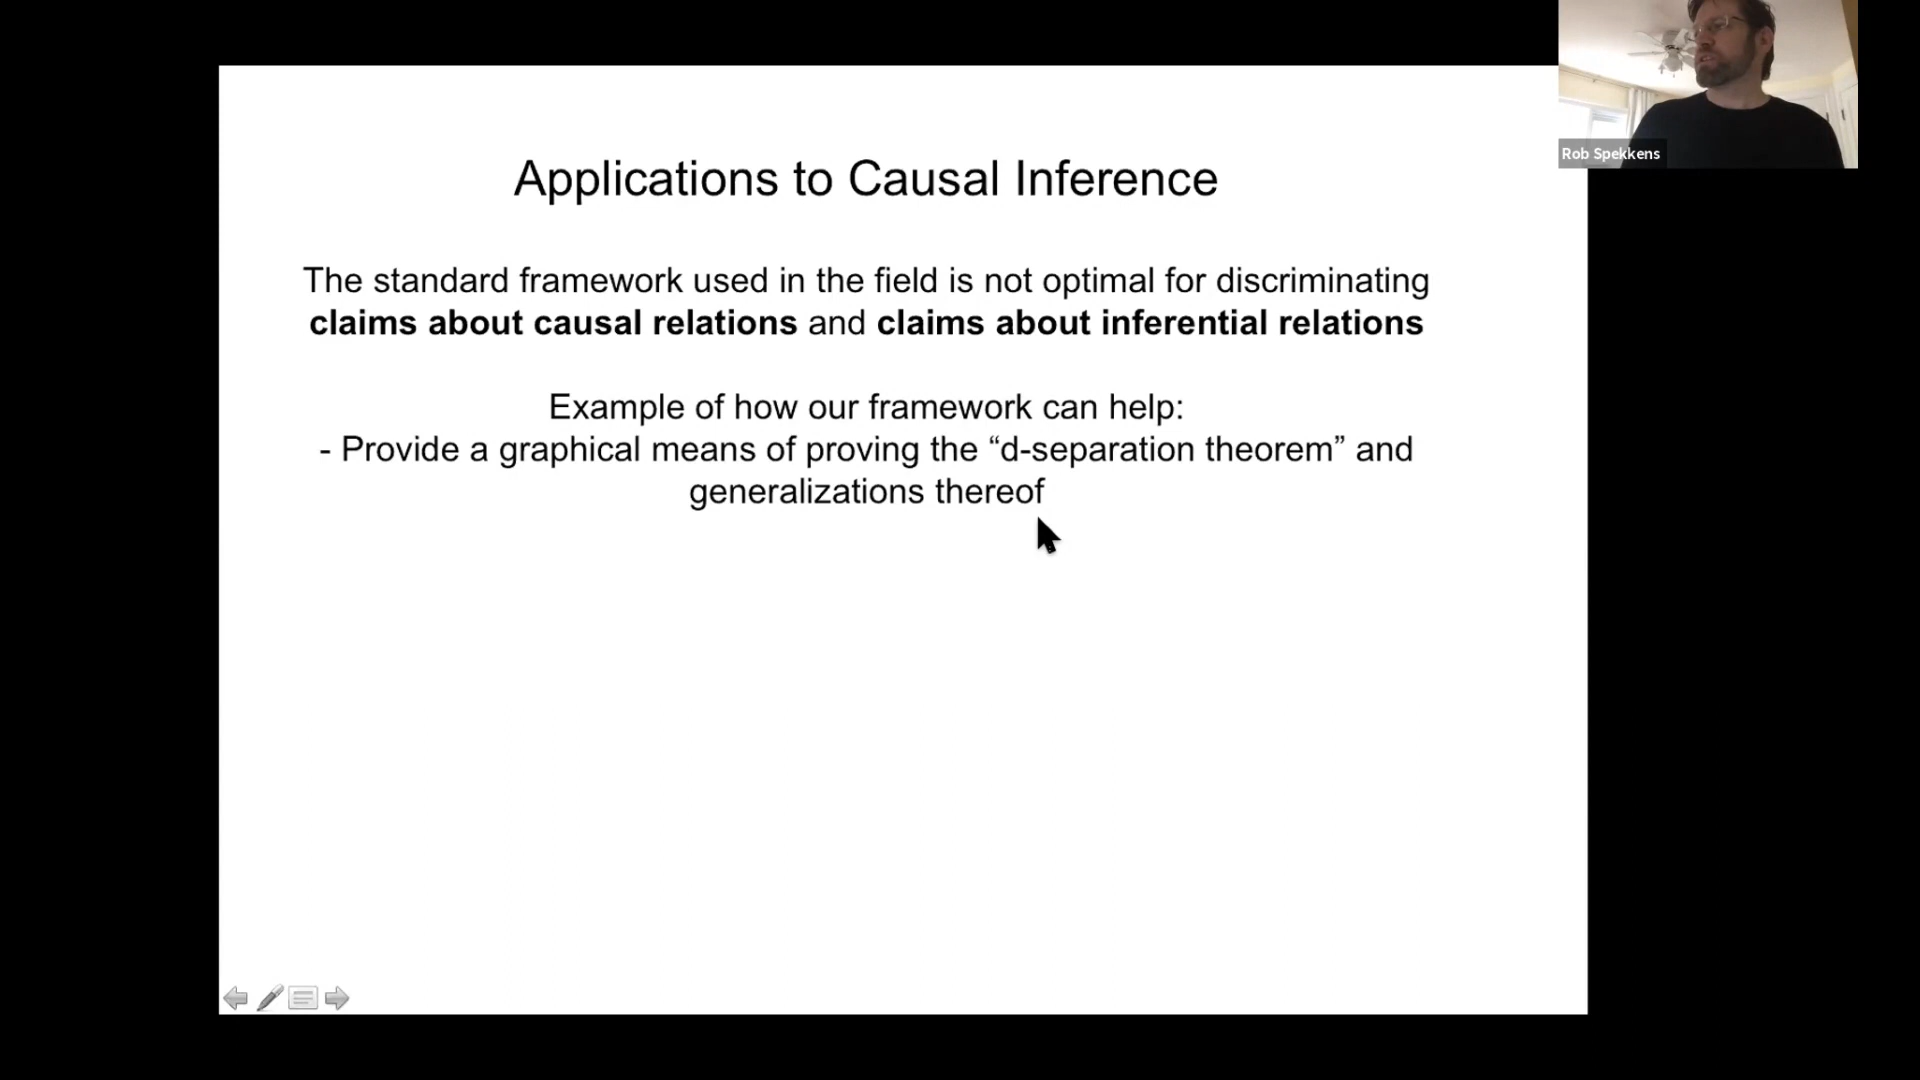 Applications to Causal Inference
The standard framework used in the field is not optimal for discriminating
claims about causal relations and claims about inferential relations
Example of how our framework can help:
- Provide a graphical means of proving the “d-separation theorem” and
generalizations thereof
Rob Spekkens